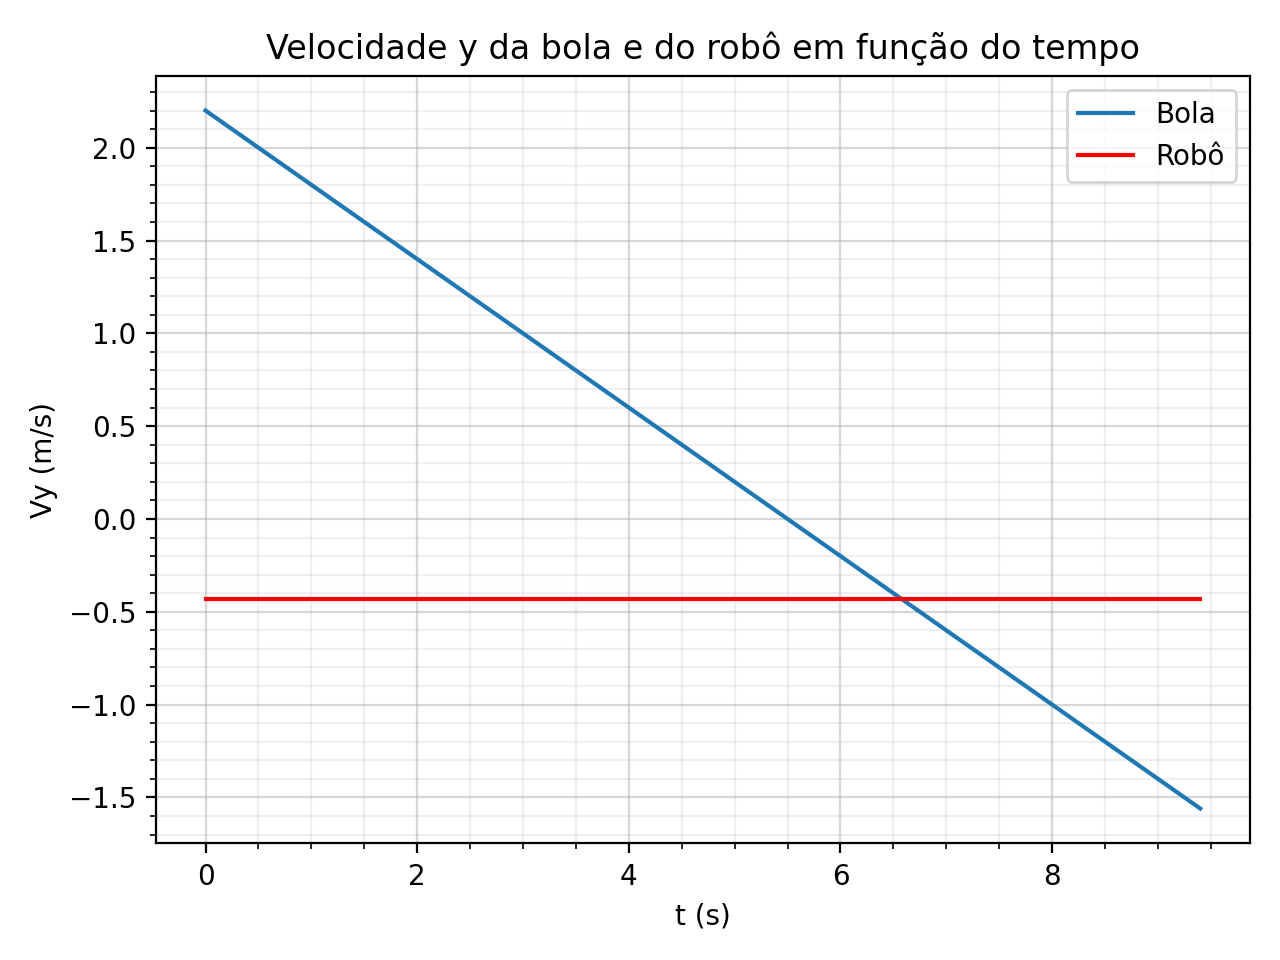 Velocidade y da bola e do robô em função do tempo
Bola
Robô
2.0
1.5
1.0
0.5
0.0
−0.5
−1.0
−1.5
Vy (m/s)
0 2 4 6 8
t (s)